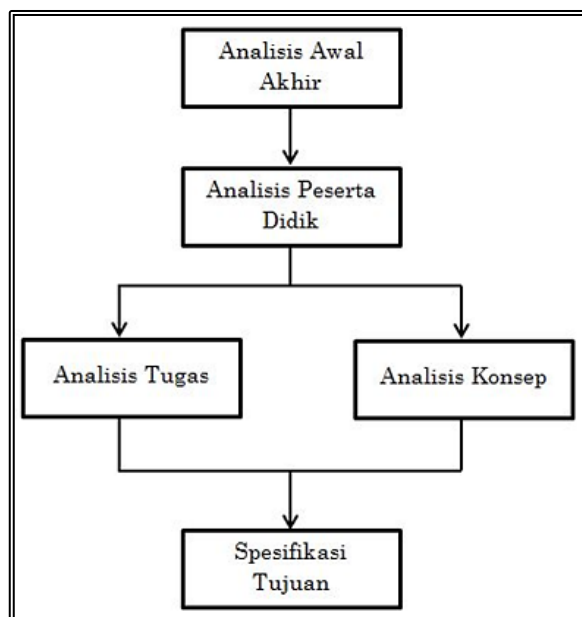 Analisis Awal
Akhir
Analisis Peserta
Didik
Analisis Tugas
Analisis Konsep
Spesifikasi
Tujuan